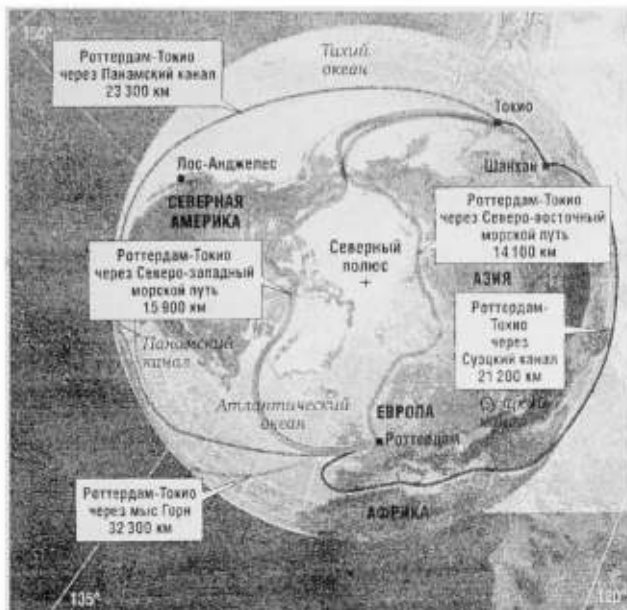 Роттердам-Токио
через Панамский канал
23 300 км
Тихий
океан
Токио
Шанхай
Лос-Анджелес
СЕВЕРНАЯ
АМЕРИКА
Роттердам-Токио
через Северо-восточный
морской путь
14 100 км
Роттердам-Токио
через Северо-западный
морской путь
15 900 км
Северный
полюс
АЗИЯ
Роттердам-
Токио
через
Суэцкий канал
21 200 км
Панамский
канал
Атлантический
океан
ЕВРОПА
Роттердам
Роттердам-Токио
через мыс Горн
32 300 км
АФРИКА
135°
120